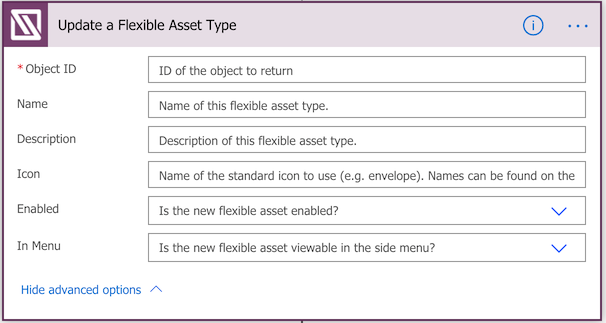 Update a Flexible Asset Type
* Object ID
ID of the object to return
Name
Name of this flexible asset type.
Description
Description of this flexible asset type.
Icon
Name of the standard icon to use (e.g. envelope). Names can be found on the
Enabled
Is the new flexible asset enabled?
In Menu
Is the new flexible asset viewable in the side menu?
Hide advanced options